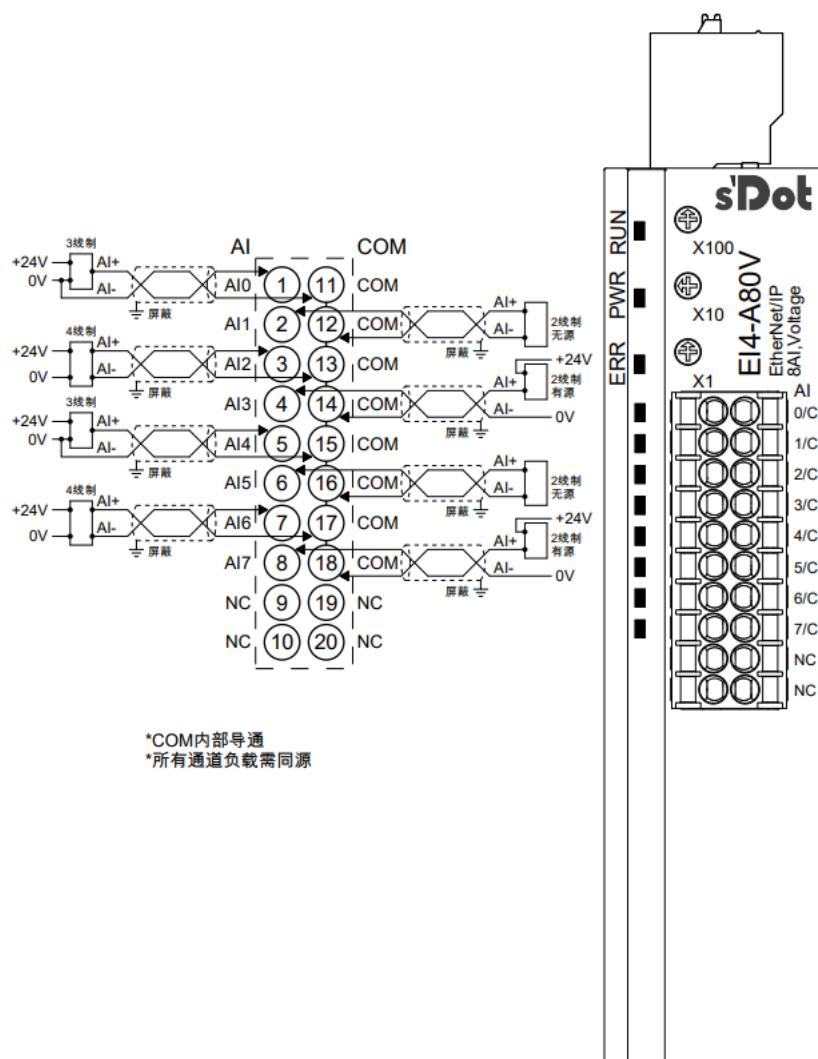 s'Dot
RUN
X100
PWR
X10
EI4-A80V
EtherNet/IP
8AI,Voltage
ERR
X1
AI
0/C
1/C
2/C
3/C
4/C
5/C
6/C
7/C
NC
NC
AI
COM
3线制
+24V
AI+
0V
AI-
屏蔽
AI0
1
11
COM
AI1
2
12
COM
AI+
AI-
2线制
无源
屏蔽
4线制
+24V
AI+
0V
AI-
屏蔽
AI2
3
13
COM
AI3
4
14
COM
+24V
AI+
2线制
有源
AI-
0V
屏蔽
3线制
+24V
AI+
0V
AI-
屏蔽
AI4
5
15
COM
AI5
6
16
COM
AI+
AI-
2线制
无源
屏蔽
4线制
+24V
AI+
0V
AI-
屏蔽
AI6
7
17
COM
AI7
8
18
COM
+24V
AI+
2线制
有源
AI-
0V
屏蔽
NC
9
19
NC
NC
10
20
NC
*COM内部导通
*所有通道负载需同源